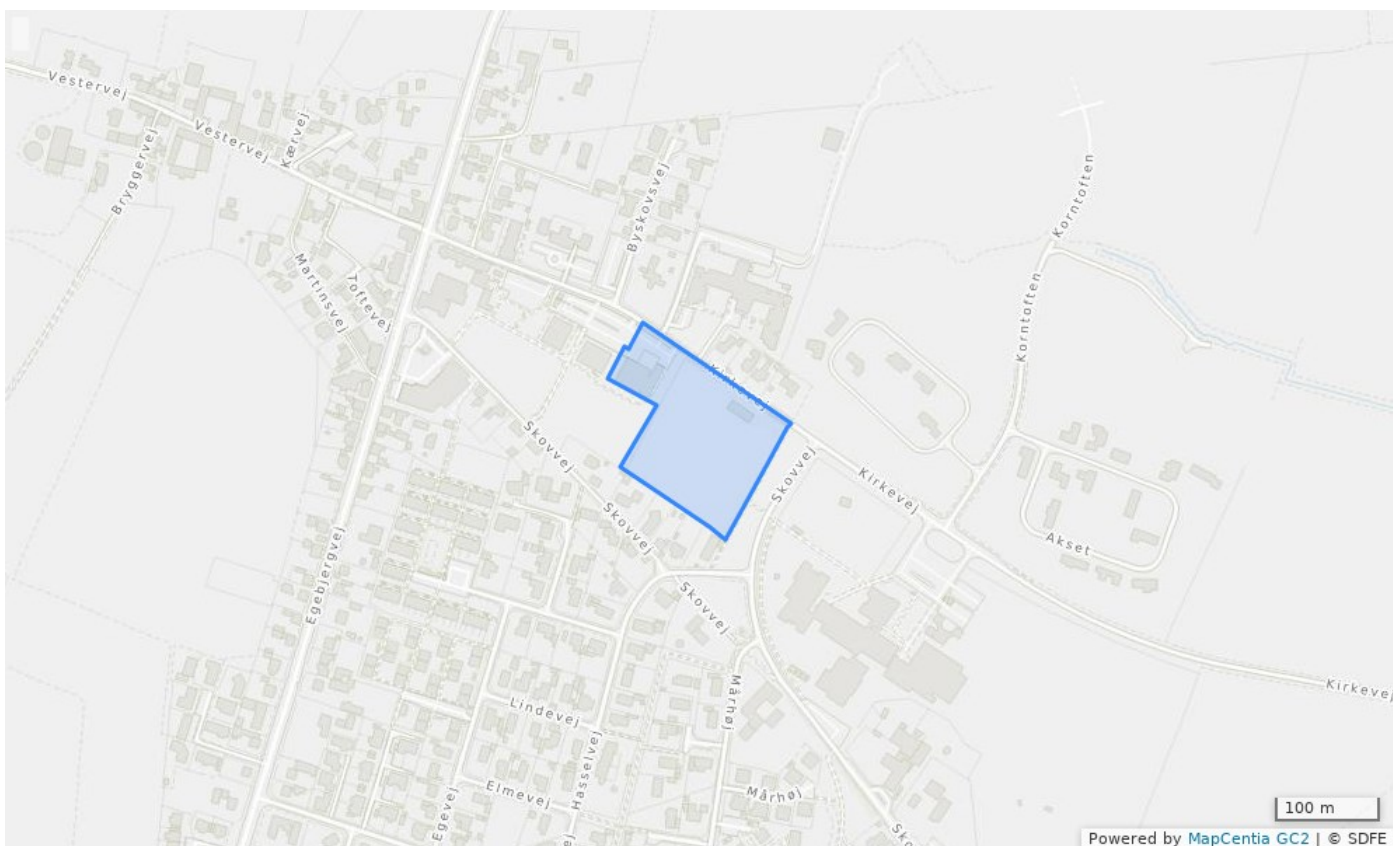 Vestervej
Vestervej
Kærvej
Bryggervej
Byskovsvej
Korntoften
Martinsvej
Toftevej
Korntoften
Kirkevej
Skovvej
Skovvej
Kirkevej
Skovvej
Akset
Egebjergvej
Skovvej
Kirkevej
Mårhøj
Lindevej
Hasselvej
Elmevej
Mårhøj
Egevej
100 m
Powered by MapCentia GC2 | © SDFE